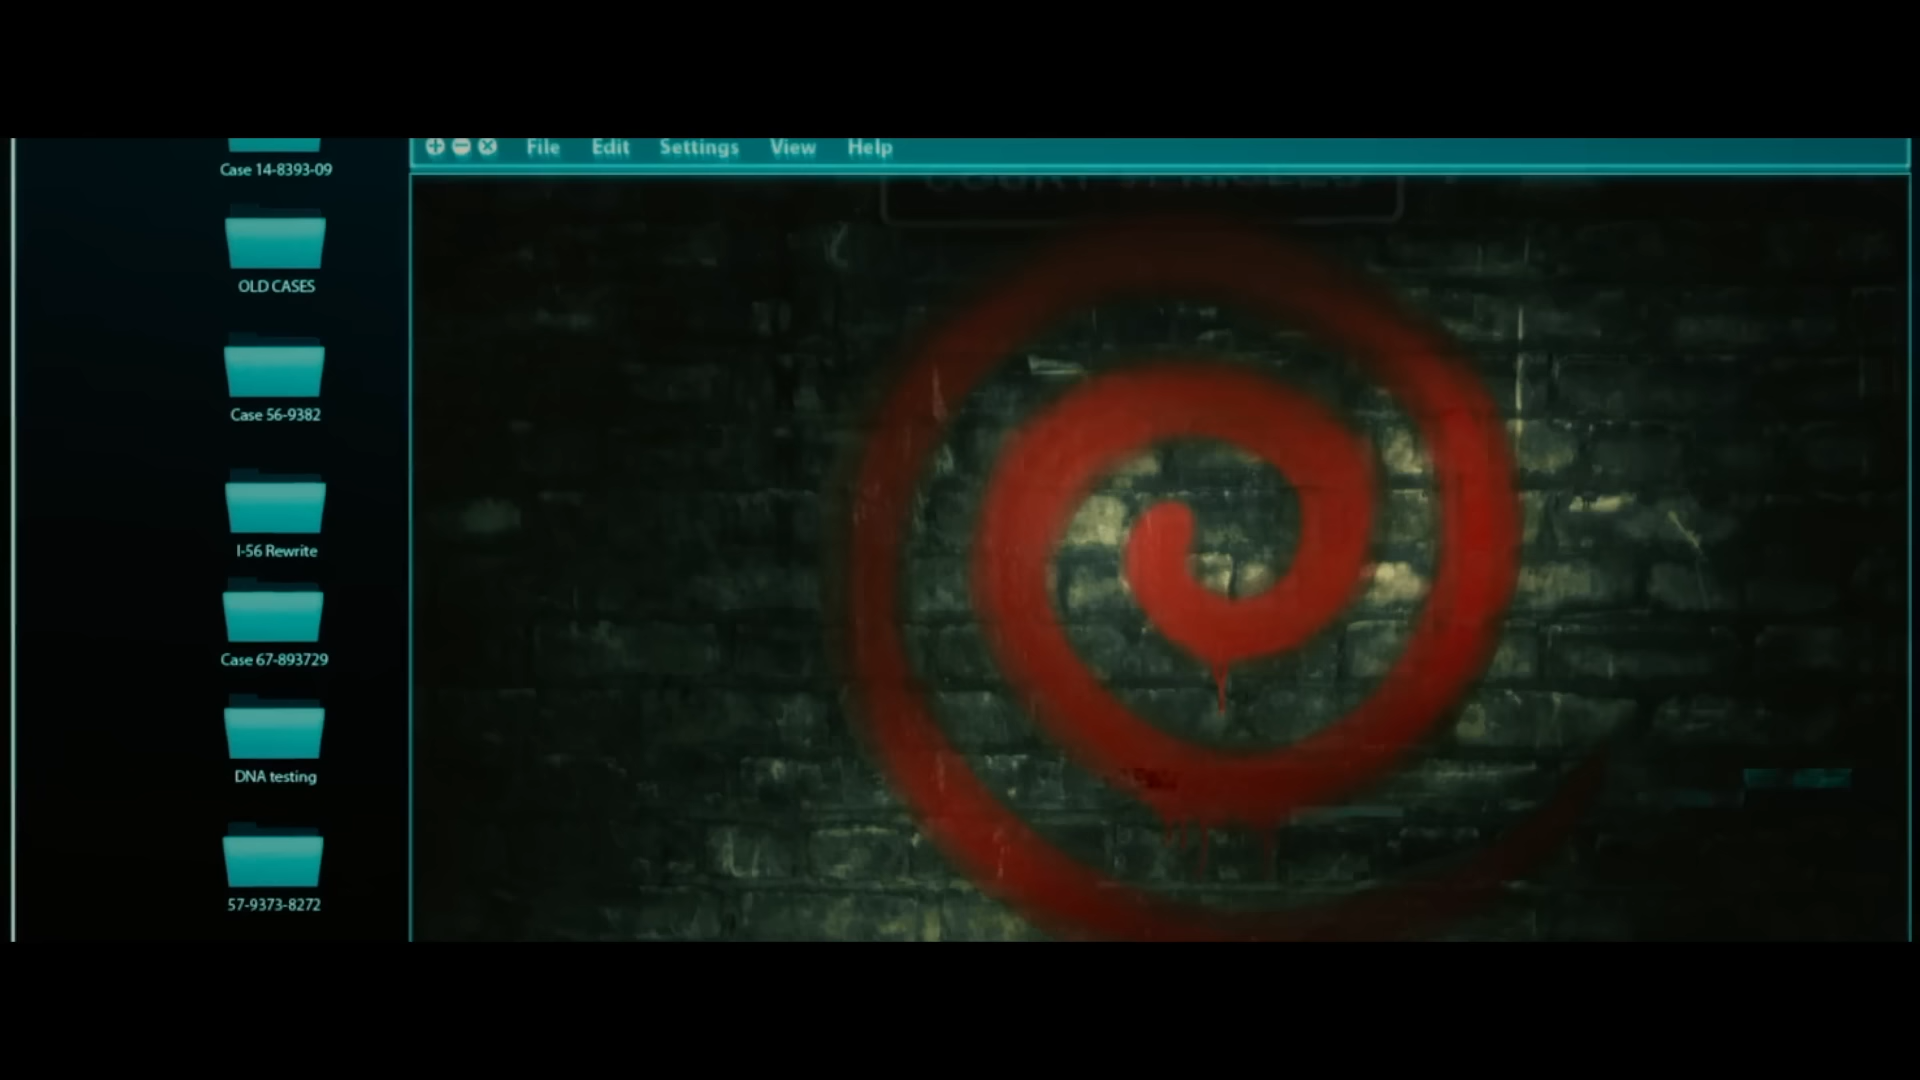 File Edit Settings View Help
Case 14-8393-09
OLD CASES
Case 56-9382
I-56 Rewrite
Case 67-893729
DNA testing
57-9373-8272